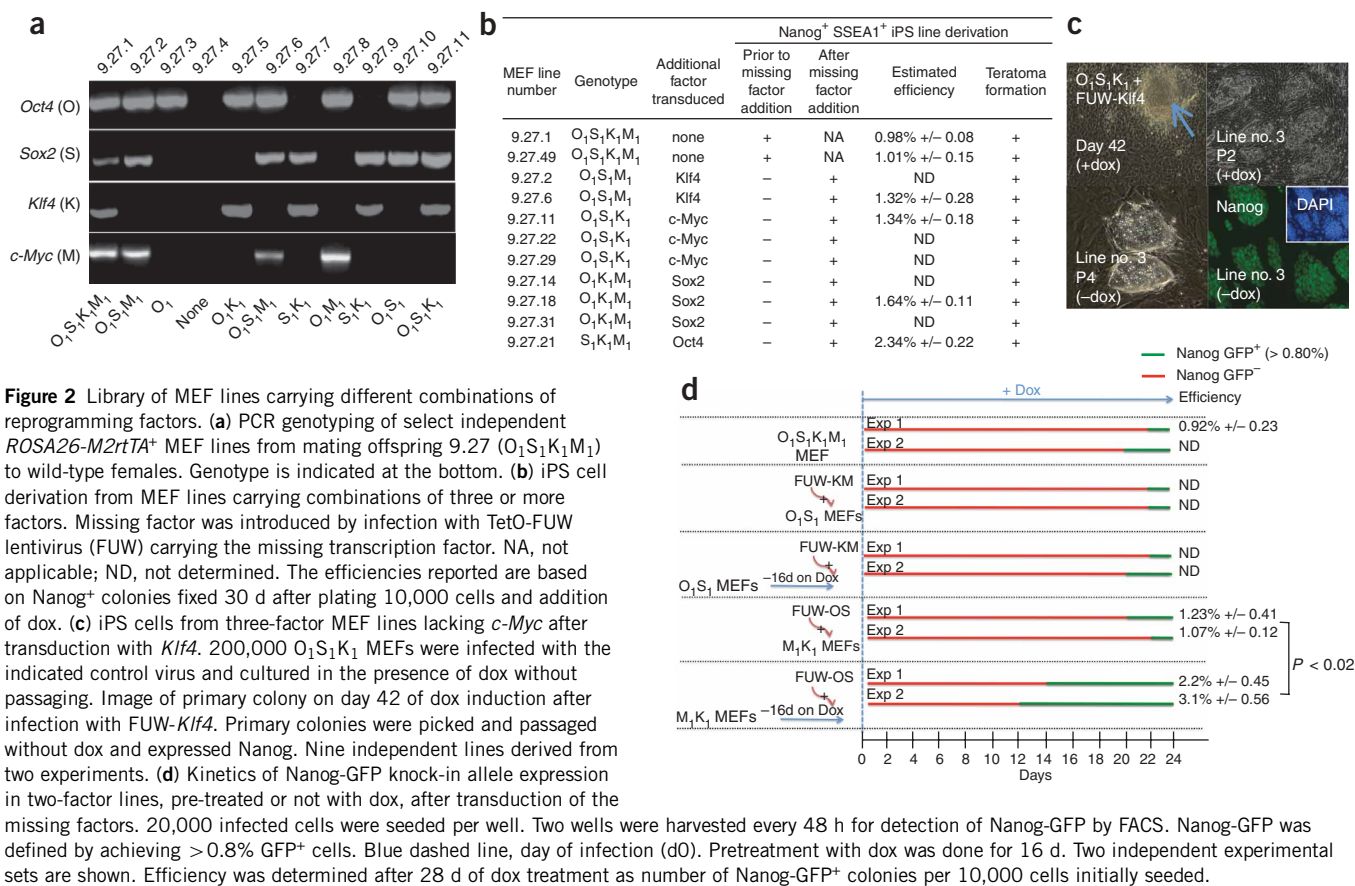 a
9.27.1 9.27.2 9.27.3 9.27.4 9.27.5 9.27.6 9.27.7 9.27.8 9.27.9 9.27.10 9.27.11
Oct4 (O)
Sox2 (S)
Klf4 (K)
c-Myc (M)
O1S1K1M1 O1S1M1 O1 None O1K1 O1S1M1 S1K1 O1M1 S1K1 O1S1 O1S1K1
b
Nanog+ SSEA1+ iPS line derivation
MEF line number Genotype Additional factor transduced Prior to missing factor addition After missing factor addition Estimated efficiency Teratoma formation
9.27.1 O1S1K1M1 none + NA 0.98% +/– 0.08 +
9.27.49 O1S1K1M1 none + NA 1.01% +/– 0.15 +
9.27.2 O1S1M1 Klf4 – + ND +
9.27.6 O1S1M1 Klf4 – + 1.32% +/– 0.28 +
9.27.11 O1S1K1 c-Myc – + 1.34% +/– 0.18 +
9.27.22 O1S1K1 c-Myc – + ND +
9.27.29 O1S1K1 c-Myc – + ND +
9.27.14 O1K1M1 Sox2 – + ND +
9.27.18 O1K1M1 Sox2 – + 1.64% +/– 0.11 +
9.27.31 O1K1M1 Sox2 – + ND +
9.27.21 S1K1M1 Oct4 – + 2.34% +/– 0.22 +
c
O1S1K1 +
FUW-Klf4
Day 42
(+dox)
Line no. 3
P2
(+dox)
Line no. 3
P4
(–dox)
Nanog
DAPI
Line no. 3
(–dox)
Figure 2 Library of MEF lines carrying different combinations of
reprogramming factors. (a) PCR genotyping of select independent
ROSA26-M2rtTA+ MEF lines from mating offspring 9.27 (O1S1K1M1)
to wild-type females. Genotype is indicated at the bottom. (b) iPS cell
derivation from MEF lines carrying combinations of three or more
factors. Missing factor was introduced by infection with TetO-FUW
lentivirus (FUW) carrying the missing transcription factor. NA, not
applicable; ND, not determined. The efficiencies reported are based
on Nanog+ colonies fixed 30 d after plating 10,000 cells and addition
of dox. (c) iPS cells from three-factor MEF lines lacking c-Myc after
transduction with Klf4. 200,000 O1S1K1 MEFs were infected with the
indicated control virus and cultured in the presence of dox without
passaging. Image of primary colony on day 42 of dox induction after
infection with FUW-Klf4. Primary colonies were picked and passaged
without dox and expressed Nanog. Nine independent lines derived from
two experiments. (d) Kinetics of Nanog-GFP knock-in allele expression
in two-factor lines, pre-treated or not with dox, after transduction of the
missing factors. 20,000 infected cells were seeded per well. Two wells were harvested every 48 h for detection of Nanog-GFP by FACS. Nanog-GFP was
defined by achieving >0.8% GFP+ cells. Blue dashed line, day of infection (d0). Pretreatment with dox was done for 16 d. Two independent experimental
sets are shown. Efficiency was determined after 28 d of dox treatment as number of Nanog-GFP+ colonies per 10,000 cells initially seeded.
d
Nanog GFP+ (> 0.80%)
Nanog GFP–
+ Dox
Efficiency
O1S1K1M1
MEF
Exp 1 0.92% +/– 0.23
Exp 2 ND
FUW-KM
+
O1S1 MEFs
Exp 1 ND
Exp 2 ND
FUW-KM
+
O1S1 MEFs –16d on Dox
Exp 1 ND
Exp 2 ND
FUW-OS
+
M1K1 MEFs
Exp 1 1.23% +/– 0.41
Exp 2 1.07% +/– 0.12
FUW-OS
+
M1K1 MEFs –16d on Dox
Exp 1 2.2% +/– 0.45
Exp 2 3.1% +/– 0.56
P < 0.02
0 2 4 6 8 10 12 14 16 18 20 22 24
Days